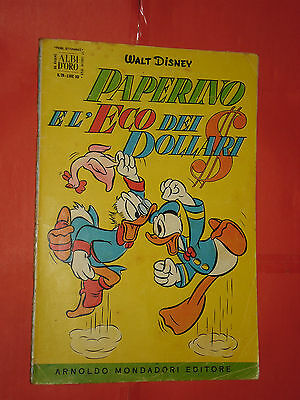 ALBI
D'ORO
WALT DISNEY
PAPERINO
E L'ECO DEI
DOLLARI $
ARNOLDO MONDADORI EDITORE